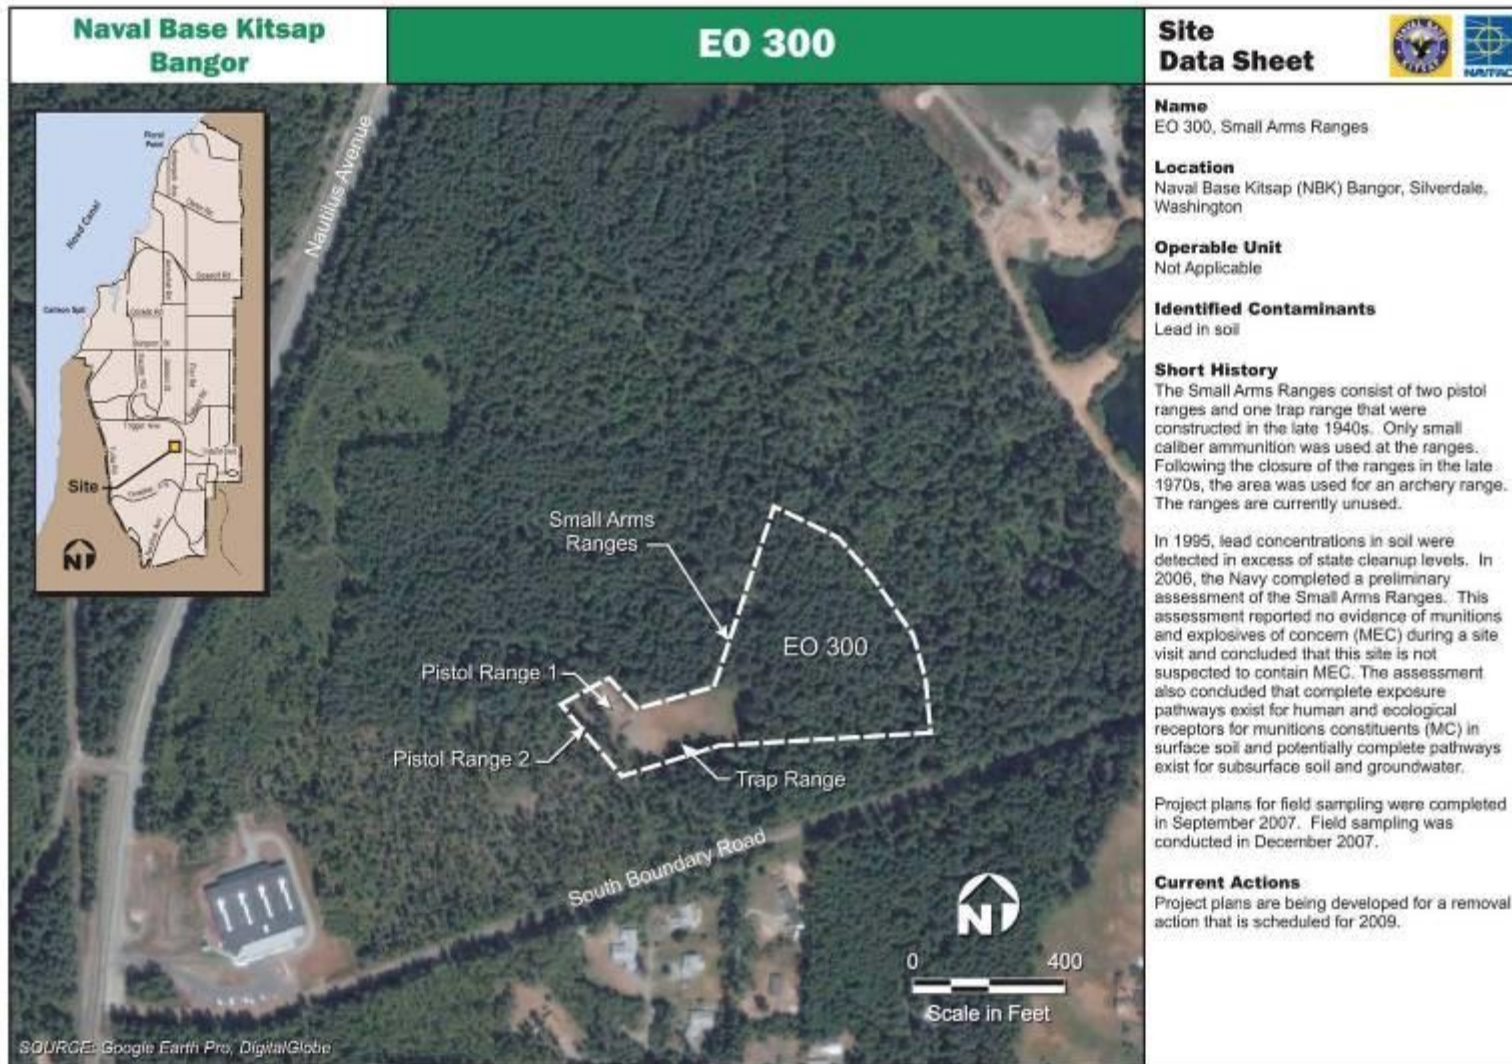 Naval Base Kitsap
Bangor
EO 300
Site
Data Sheet
NAVFAC
Name
EO 300, Small Arms Ranges
Location
Naval Base Kitsap (NBK) Bangor, Silverdale,
Washington
Operable Unit
Not Applicable
Identified Contaminants
Lead in soil
Short History
The Small Arms Ranges consist of two pistol
ranges and one trap range that were
constructed in the late 1940s. Only small
caliber ammunition was used at the ranges.
Following the closure of the ranges in the late
1970s, the area was used for an archery range.
The ranges are currently unused.
In 1995, lead concentrations in soil were
detected in excess of state cleanup levels. In
2006, the Navy completed a preliminary
assessment of the Small Arms Ranges. This
assessment reported no evidence of munitions
and explosives of concern (MEC) during a site
visit and concluded that this site is not
suspected to contain MEC. The assessment
also concluded that complete exposure
pathways exist for human and ecological
receptors for munitions constituents (MC) in
surface soil and potentially complete pathways
exist for subsurface soil and groundwater.
Project plans for field sampling were completed
in September 2007. Field sampling was
conducted in December 2007.
Current Actions
Project plans are being developed for a removal
action that is scheduled for 2009.
Nautilus Avenue
Hood Canal
Site
N
Small Arms
Ranges
EO 300
Pistol Range 1
Pistol Range 2
Trap Range
South Boundary Road
N
0 400
Scale in Feet
SOURCE: Google Earth Pro, DigitalGlobe